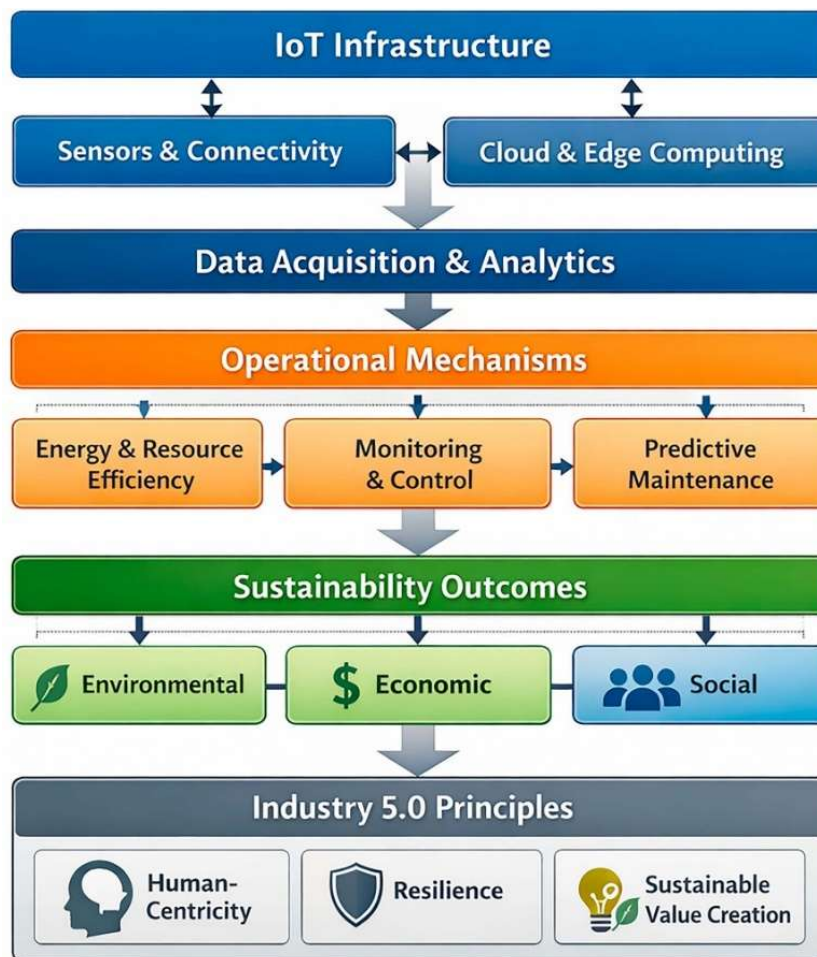 IoT Infrastructure
Sensors & Connectivity
Cloud & Edge Computing
Data Acquisition & Analytics
Operational Mechanisms
Energy & Resource
Efficiency
Monitoring
& Control
Predictive
Maintenance
Sustainability Outcomes
Environmental
$ Economic
Social
Industry 5.0 Principles
Human-
Centricity
Resilience
Sustainable
Value Creation